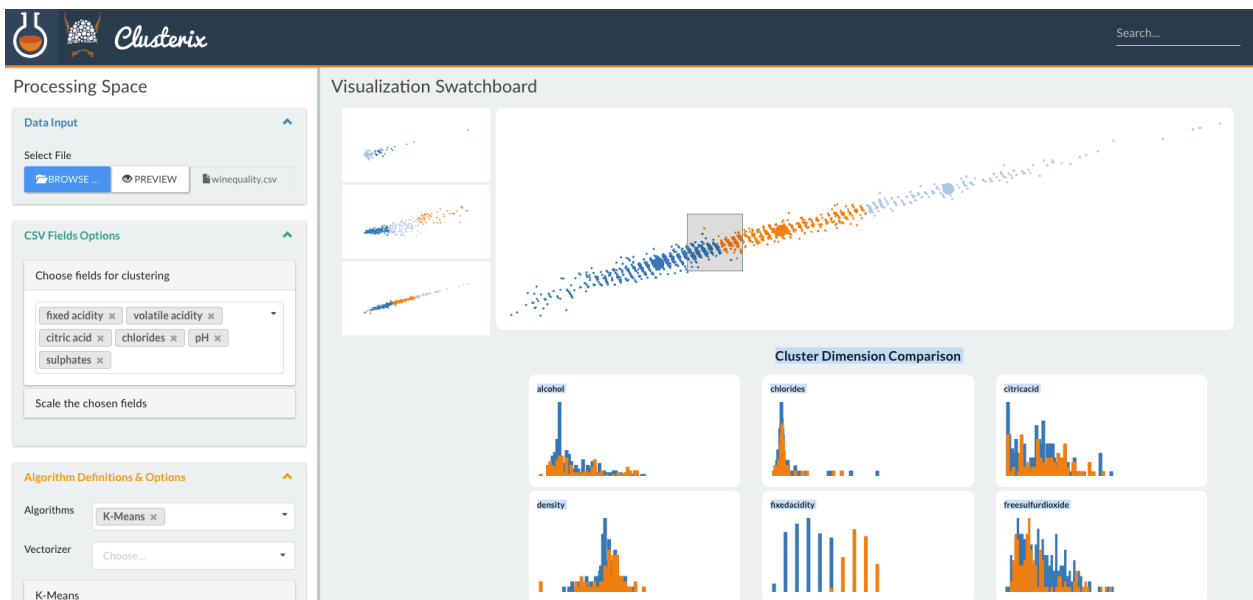 Clusterix
Search...
Processing Space
Data Input
Select File
BROWSE ...
PREVIEW
winequality.csv
CSV Fields Options
Choose fields for clustering
fixed acidity × volatile acidity ×
citric acid × chlorides × pH ×
sulphates ×
Scale the chosen fields
Algorithm Definitions & Options
Algorithms
K-Means ×
Vectorizer
Choose...
K-Means
Visualization Swatchboard
Cluster Dimension Comparison
alcohol
chlorides
citricacid
density
fixedacidity
freesulfurdioxide